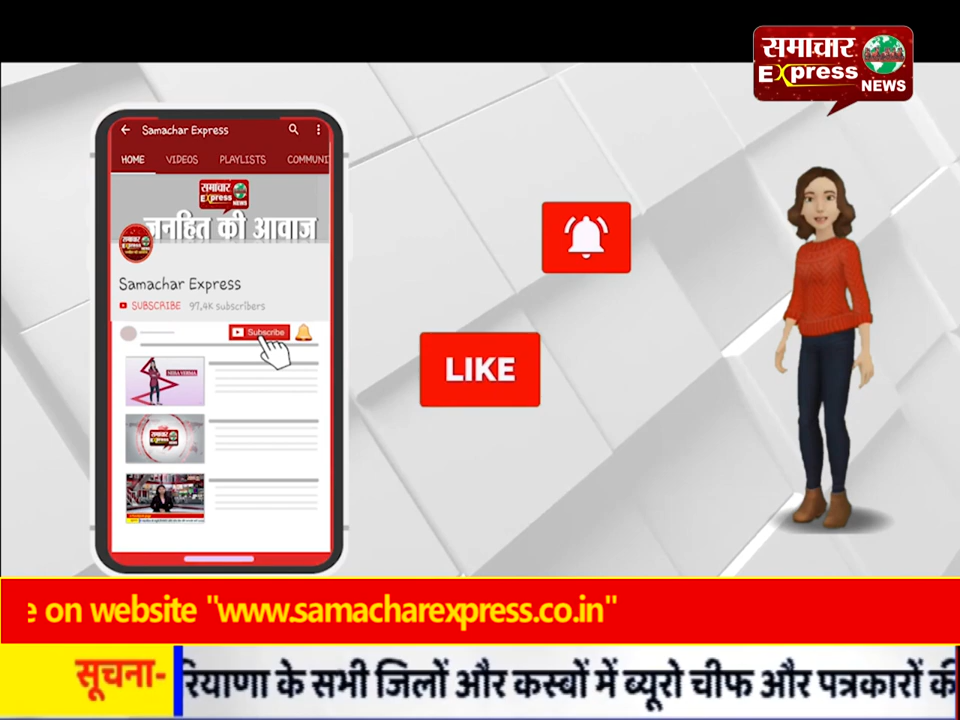 समाचार
Express
NEWS
Samachar Express
HOME VIDEOS PLAYLISTS COMMUNI
समाचार
Express
NEWS
जनहित की आवाज
Samachar Express
SUBSCRIBE 97.4K subscribers
Subscribe
LIKE
e on website "www.samacharexpress.co.in"
सूचना- रियाणा के सभी जिलों और कस्बों में ब्यूरो चीफ और पत्रकारों की